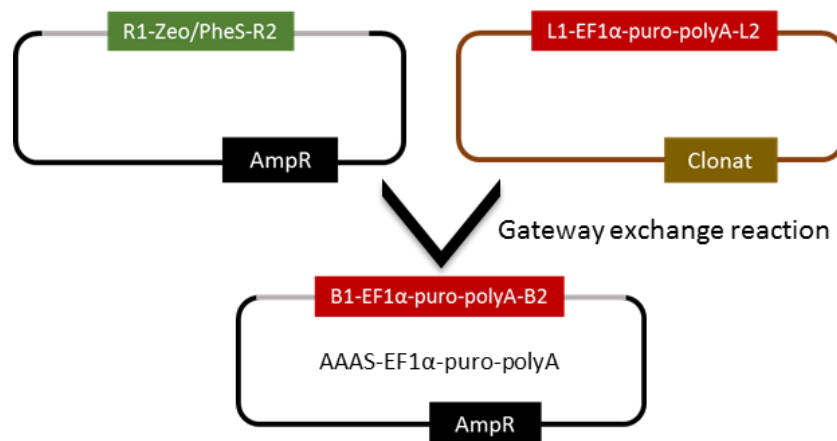 R1-Zeo/PheS-R2
L1-EF1α-puro-polyA-L2
AmpR
Clonat
Gateway exchange reaction
B1-EF1α-puro-polyA-B2
AAAS-EF1α-puro-polyA
AmpR